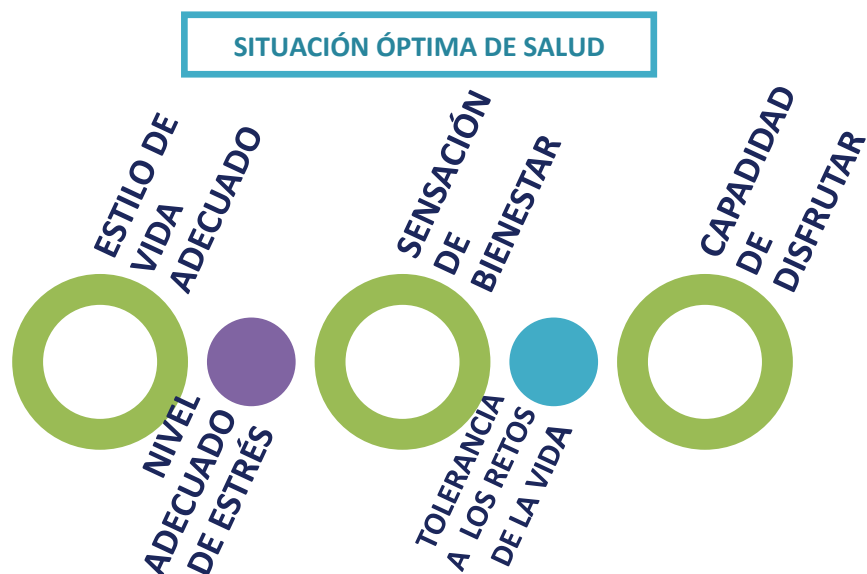 SITUACIÓN ÓPTIMA DE SALUD
ESTILO DE
VIDA
ADECUADO
NIVEL
ADECUADO
DE ESTRÉS
SENSACIÓN
DE
BIENESTAR
TOLERANCIA
A LOS RETOS
DE LA VIDA
CAPADIDAD
DE
DISFRUTAR